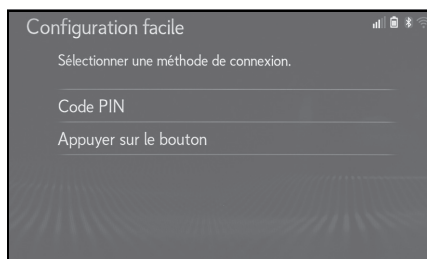 Configuration facile
Sélectionner une méthode de connexion.
Code PIN
Appuyer sur le bouton